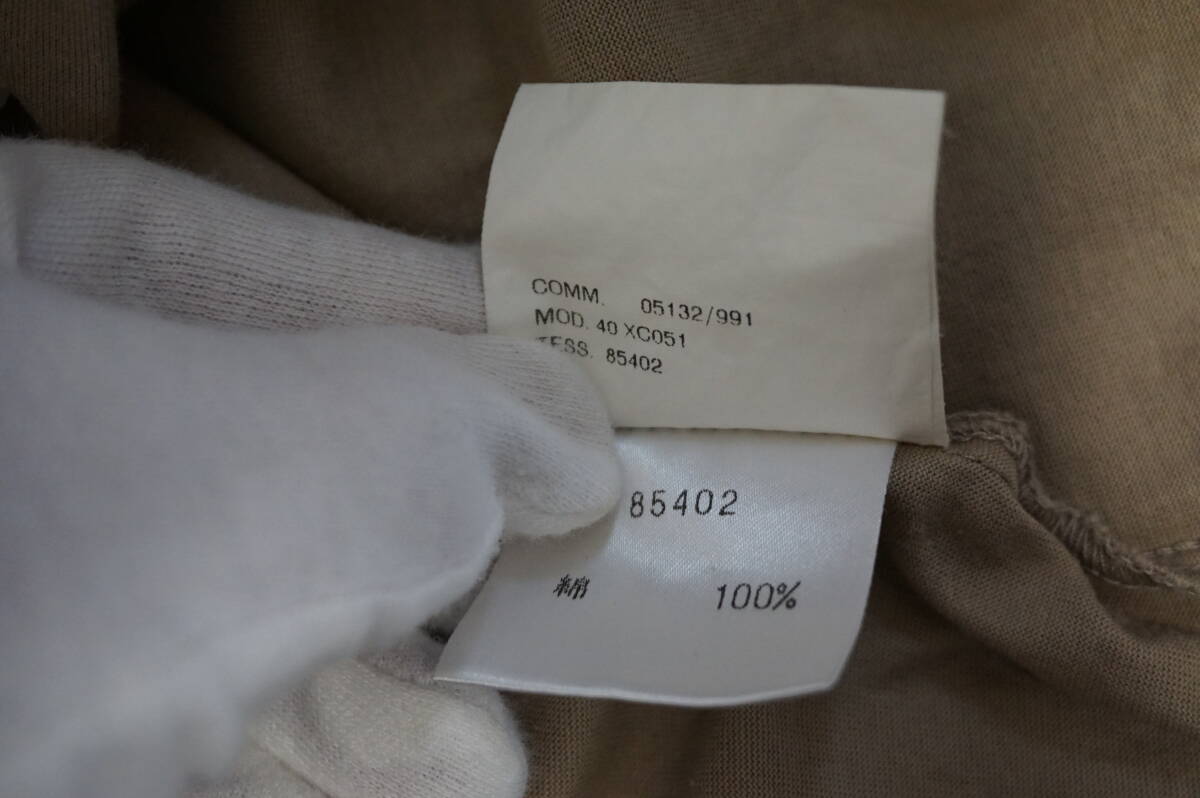 COMM. 05132/991
MOD. 40 XC051
TESS. 85402
85402
綿 100%